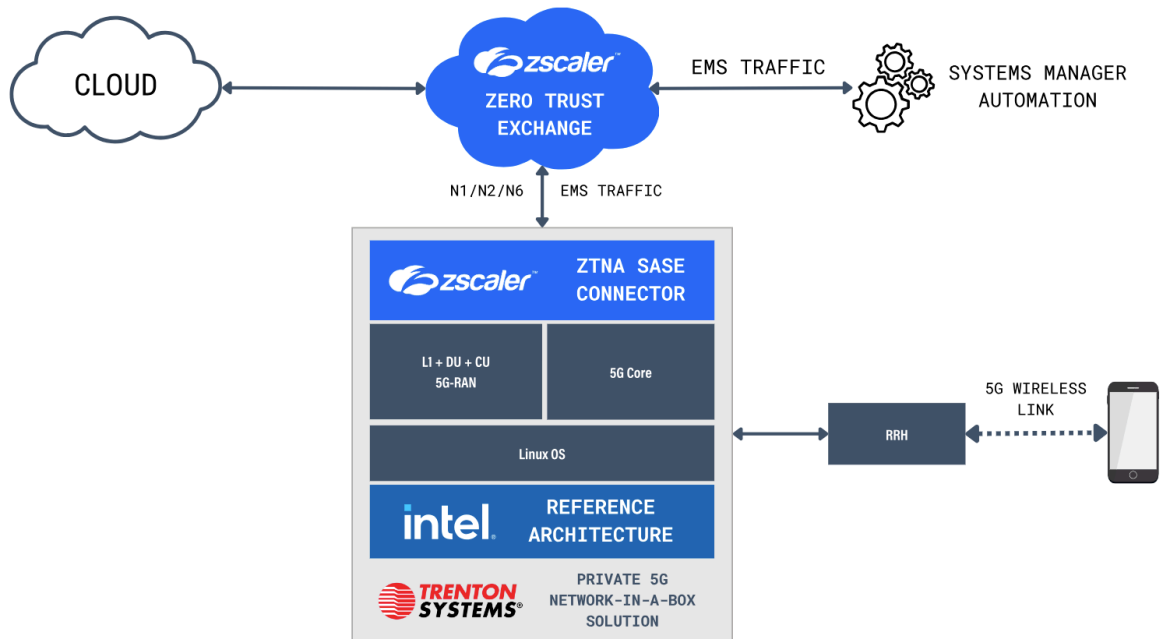 CLOUD
zscaler™
ZERO TRUST
EXCHANGE
EMS TRAFFIC
SYSTEMS MANAGER
AUTOMATION
N1/N2/N6
EMS TRAFFIC
zscaler™
ZTNA SASE
CONNECTOR
L1 + DU + CU
5G-RAN
5G Core
Linux OS
5G WIRELESS
LINK
RRH
intel.
REFERENCE
ARCHITECTURE
TRENTON
SYSTEMS®
PRIVATE 5G
NETWORK-IN-A-BOX
SOLUTION